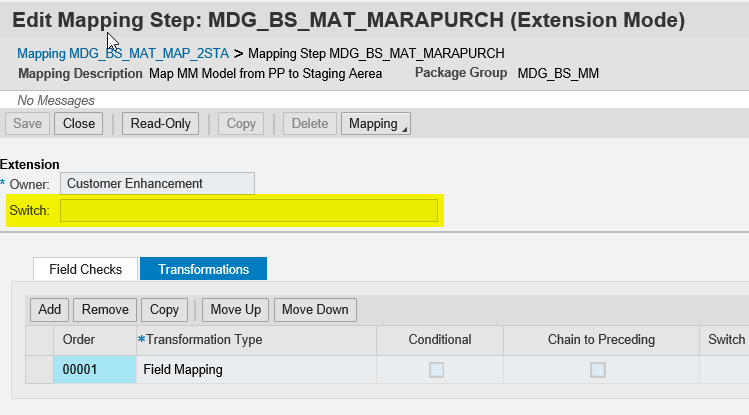 Edit Mapping Step: MDG_BS_MAT_MARAPURCH (Extension Mode)
Mapping MDG_BS_MAT_MAP_2STA > Mapping Step MDG_BS_MAT_MARAPURCH
Mapping Description Map MM Model from PP to Staging Aerea Package Group MDG_BS_MM
No Messages
Save Close Read-Only Copy Delete Mapping
Extension
* Owner: Customer Enhancement
Switch:
Field Checks Transformations
Add Remove Copy Move Up Move Down
Order *Transformation Type Conditional Chain to Preceding Switch
00001 Field Mapping